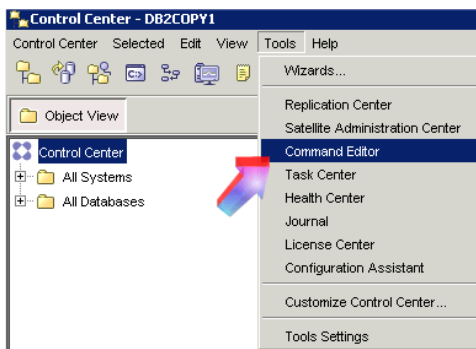 Control Center - DB2COPY1
Control Center Selected Edit View Tools Help
Wizards...
Replication Center
Object View
Satellite Administration Center
Control Center
Command Editor
All Systems
Task Center
All Databases
Health Center
Journal
License Center
Configuration Assistant
Customize Control Center...
Tools Settings